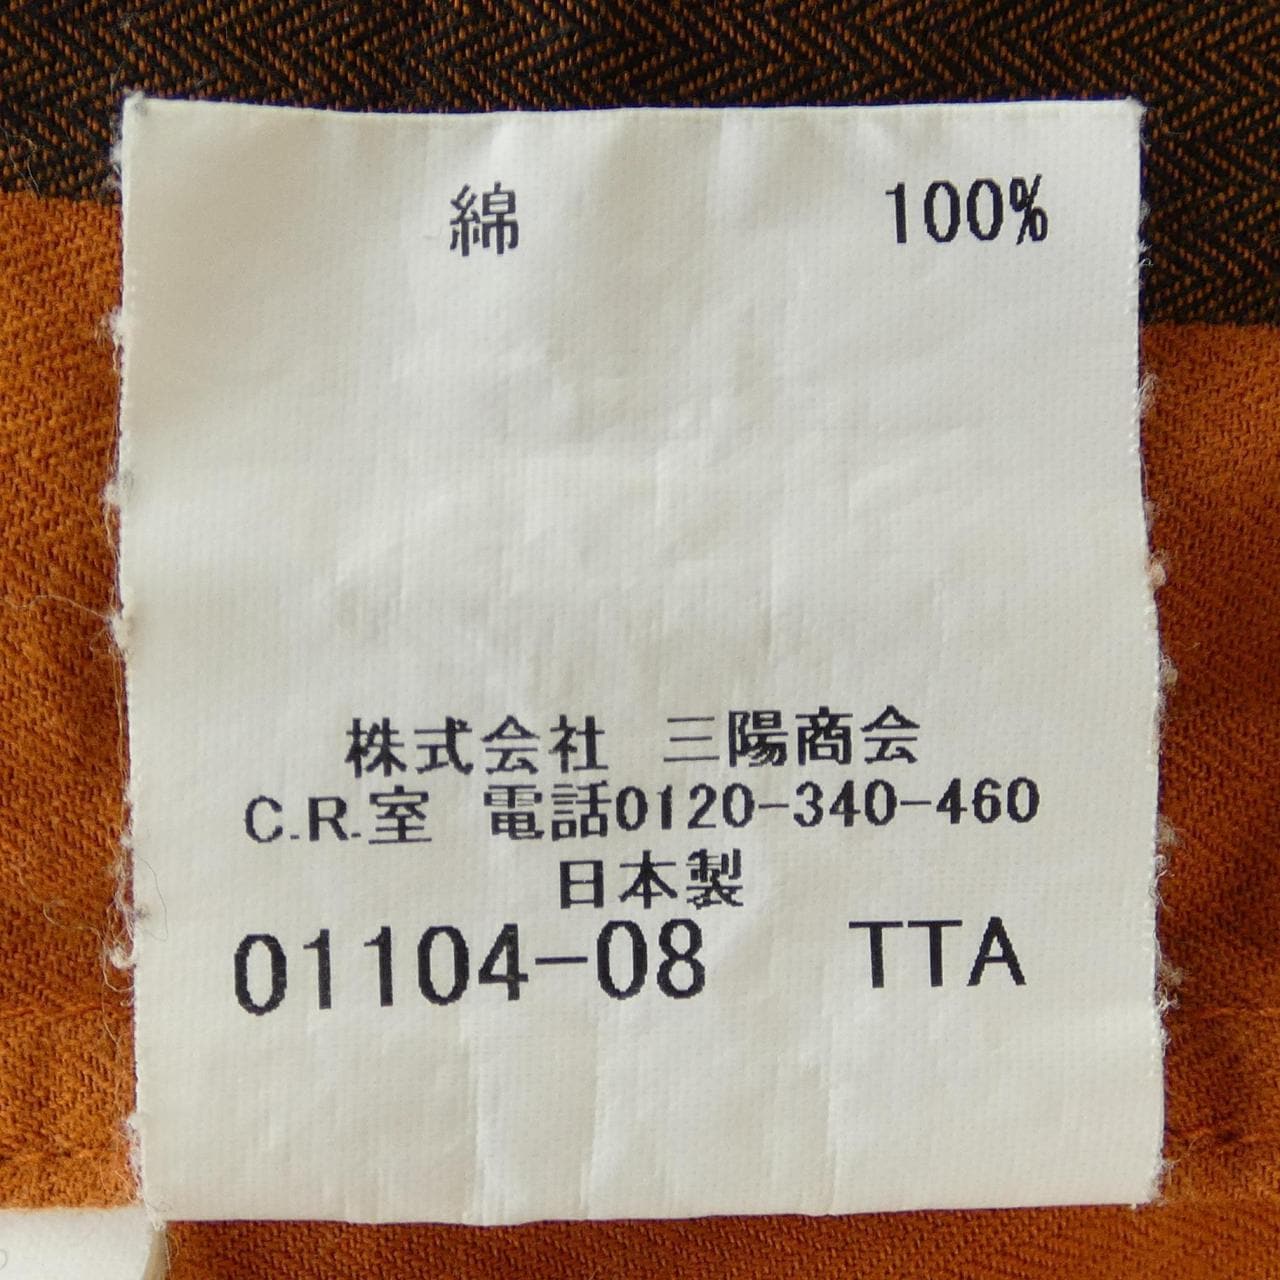 綿 100%
株式会社 三陽商会
C.R.室 電話0120-340-460
日本製
01104-08 TTA